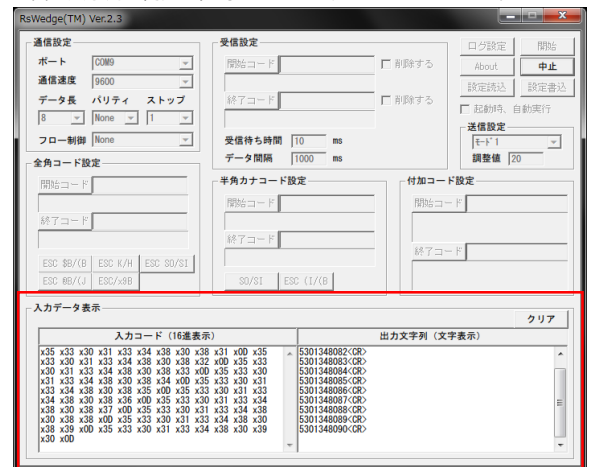 RsWedge(TM) Ver.2.3
通信設定
ポート COM9
通信速度 9600
データ長 パリティ ストップ
8 None 1
フロー制御 None
受信設定
開始コード 削除する
終了コード 削除する
受信待ち時間 10 ms
データ間隔 1000 ms
ログ設定 開始
About 中止
設定読込 設定書込
起動時、自動実行
送信設定
ﾓｰﾄﾞ1
調整値 20
全角コード設定
開始コード
終了コード
ESC $B/(B ESC K/H ESC SO/SI
ESC @B/(J ESC/x9B
半角カナコード設定
開始コード
終了コード
SO/SI ESC (I/(B
付加コード設定
開始コード
終了コード
入力データ表示
クリア
入力コード（16進表示）
x35 x33 x30 x31 x33 x34 x38 x30 x38 x31 x0D x35
x33 x30 x31 x33 x34 x38 x30 x38 x32 x0D x35 x33
x30 x31 x33 x34 x38 x30 x38 x33 x0D x35 x33 x30
x31 x33 x34 x38 x30 x38 x34 x0D x35 x33 x30 x31
x33 x34 x38 x30 x38 x35 x0D x35 x33 x30 x31 x33
x34 x38 x30 x38 x36 x0D x35 x33 x30 x31 x33 x34
x38 x30 x38 x37 x0D x35 x33 x30 x31 x33 x34 x38
x30 x38 x38 x0D x35 x33 x30 x31 x33 x34 x38 x30
x38 x39 x0D x35 x33 x30 x31 x33 x34 x38 x30 x39
x30 x0D
出力文字列（文字表示）
5301348082<CR>
5301348083<CR>
5301348084<CR>
5301348085<CR>
5301348086<CR>
5301348087<CR>
5301348088<CR>
5301348089<CR>
5301348090<CR>